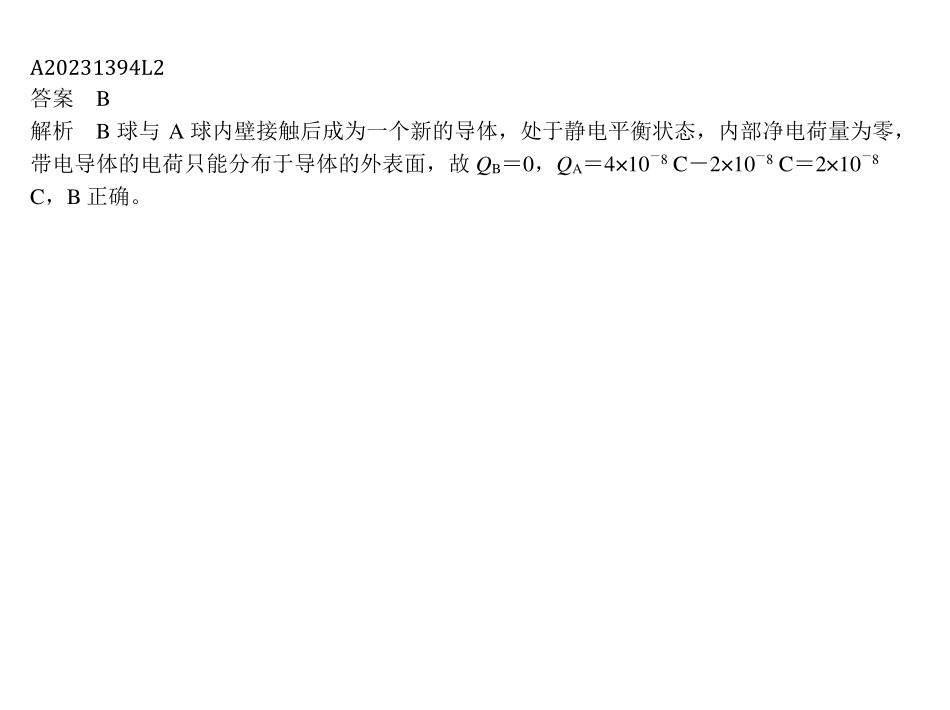 A20231394L2
答案　B
解析　B 球与 A 球内壁接触后成为一个新的导体，处于静电平衡状态，内部净电荷量为零，
带电导体的电荷只能分布于导体的外表面，故 Q_B＝0，Q_A＝4×10⁻⁸ C－2×10⁻⁸ C＝2×10⁻⁸
C，B 正确。